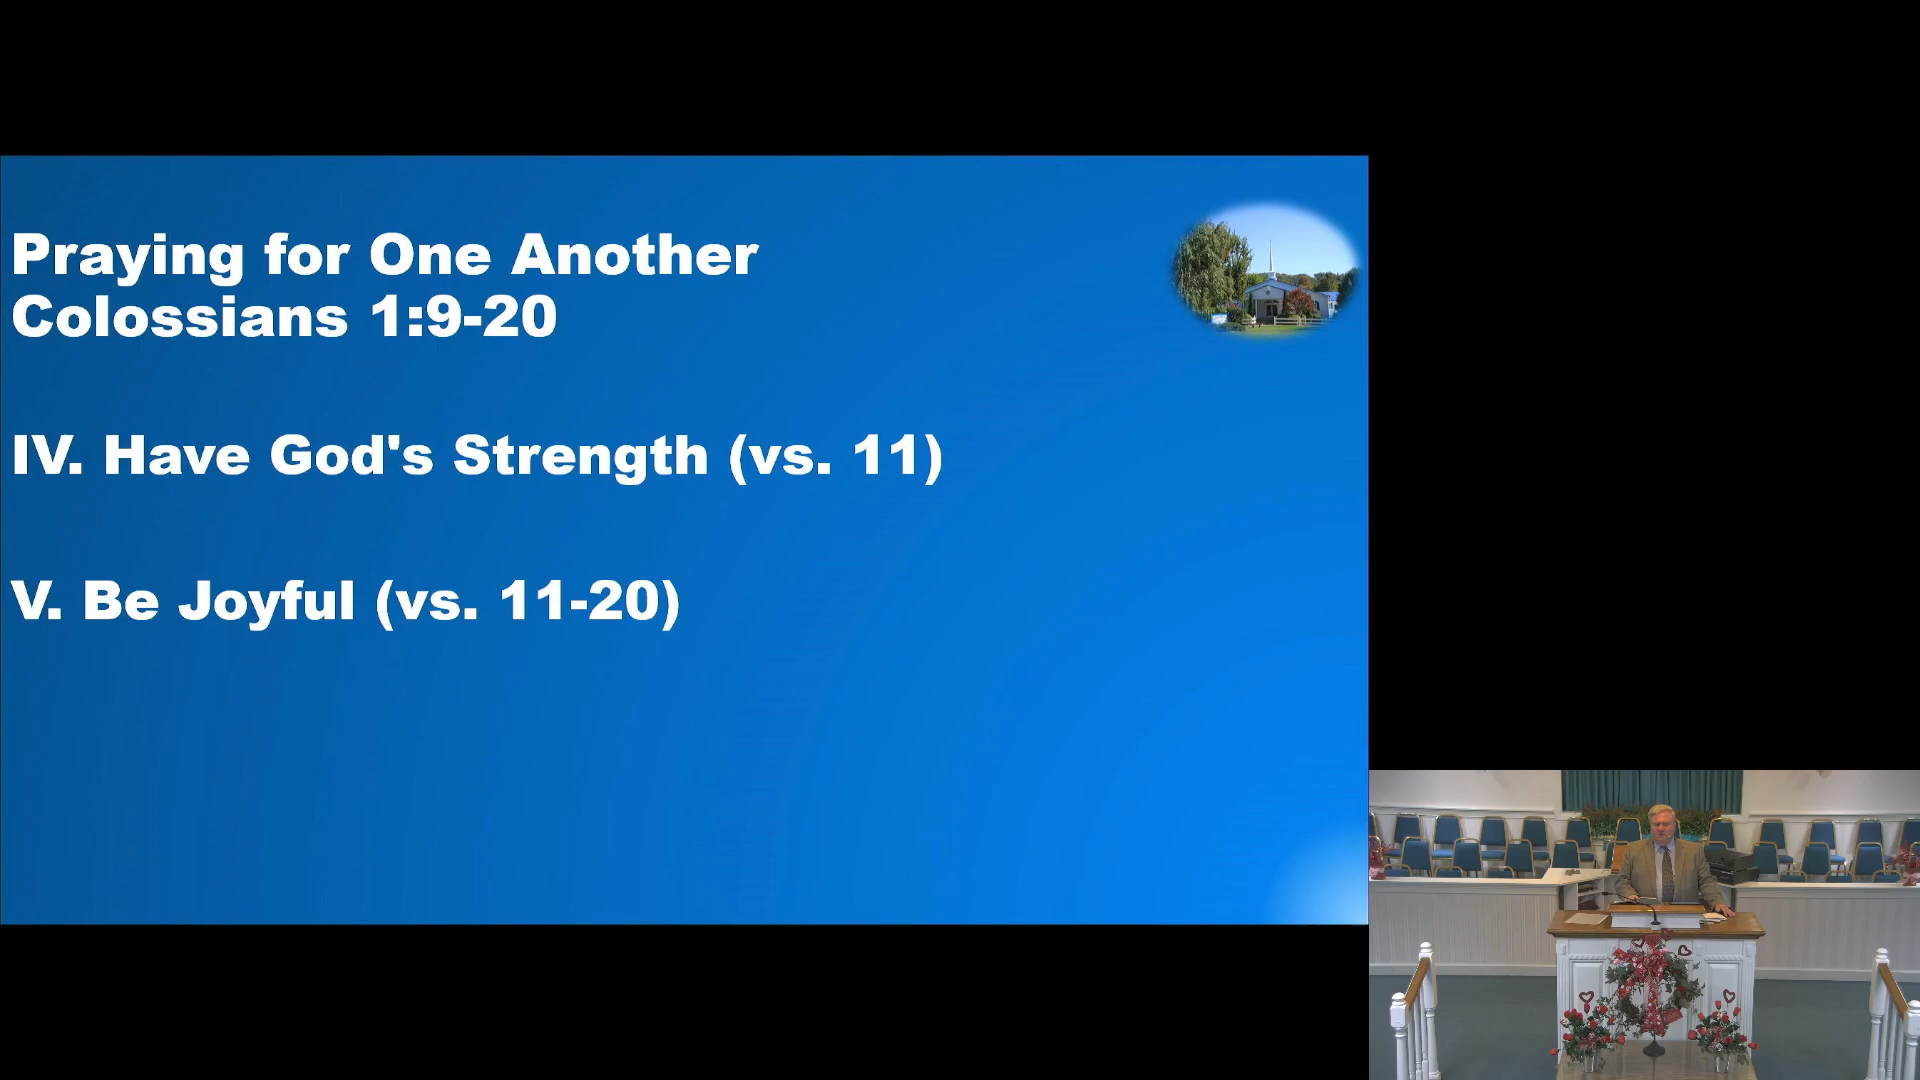 Praying for One Another
Colossians 1:9-20
IV. Have God's Strength (vs. 11)
V. Be Joyful (vs. 11-20)